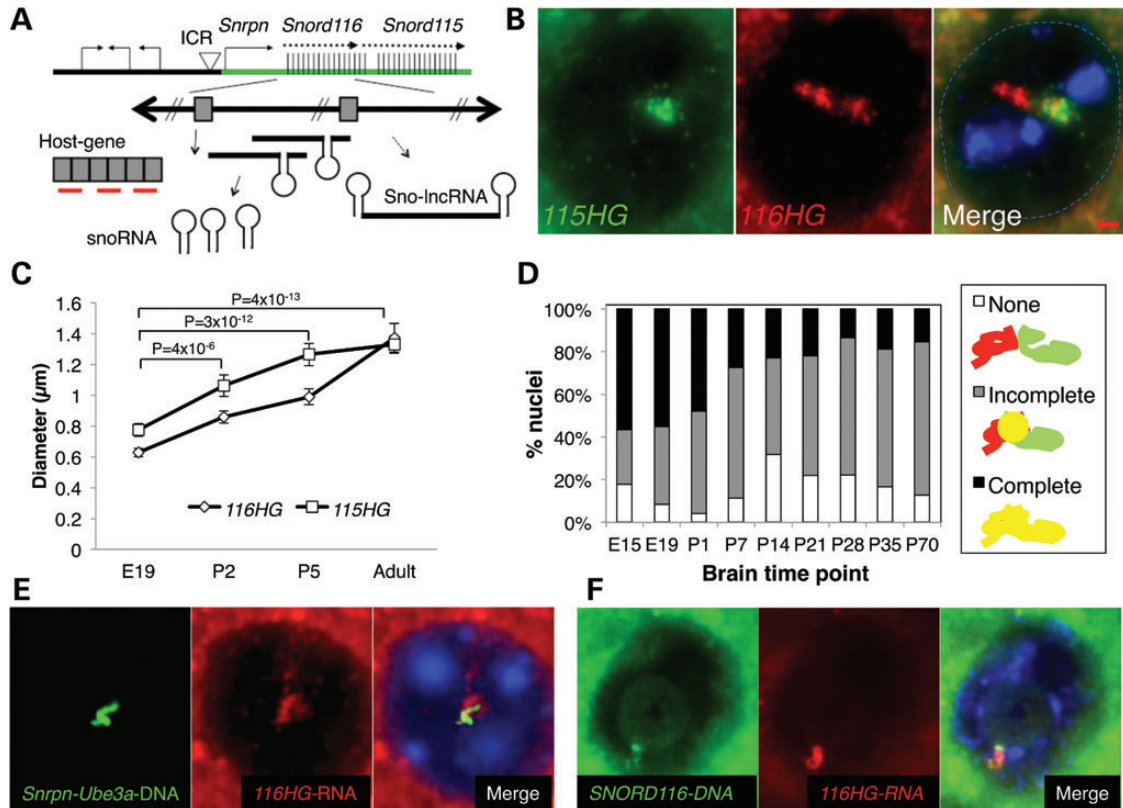 A
Snrpn Snord116 Snord115
ICR
Host-gene
Sno-lncRNA
snoRNA
B
115HG
116HG
Merge
C
P=4x10-13
P=3x10-12
P=4x10-6
Diameter (µm)
1.6
1.4
1.2
1
0.8
0.6
0.4
0.2
0
116HG 115HG
E19 P2 P5 Adult
D
% nuclei
100%
80%
60%
40%
20%
0%
E15 E19 P1 P7 P14 P21 P28 P35 P70
Brain time point
None
Incomplete
Complete
E
Snrpn-Ube3a-DNA
116HG-RNA
Merge
F
SNORD116-DNA
116HG-RNA
Merge